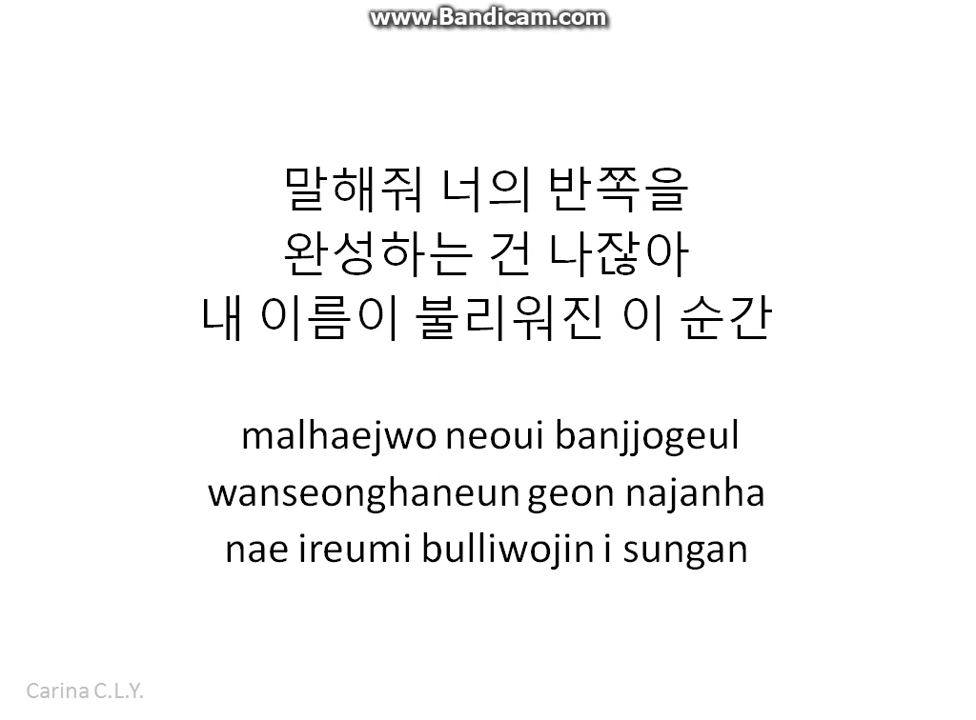 www.Bandicam.com
말해줘 너의 반쪽을
완성하는 건 나잖아
내 이름이 불리워진 이 순간
malhaejwo neoui banjjogeul
wanseonghaneun geon najanha
nae ireumi bulliwojin i sungan
Carina C.L.Y.